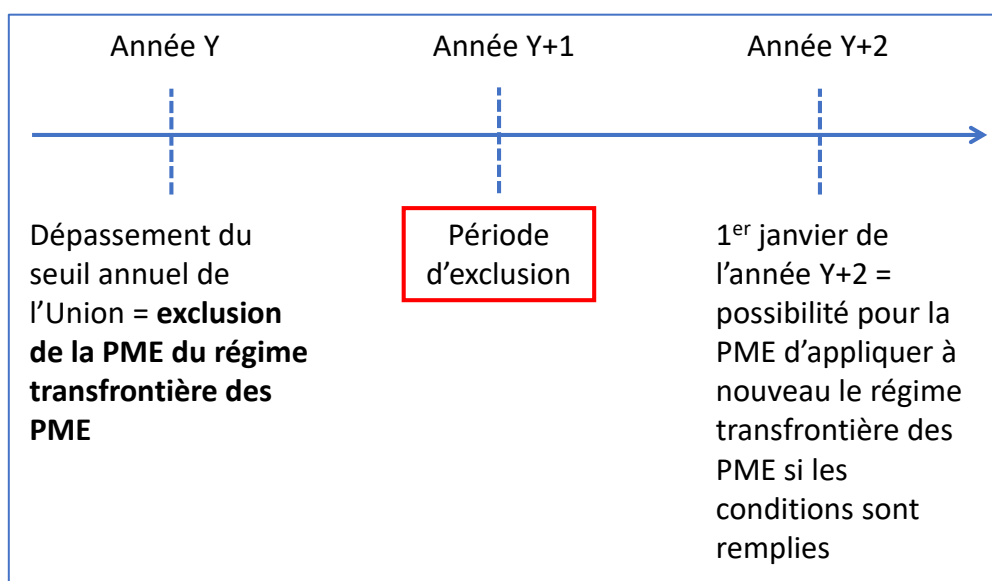 Année Y
Année Y+1
Année Y+2
Dépassement du
seuil annuel de
l’Union = exclusion
de la PME du régime
transfrontière des
PME
Période
d’exclusion
1er janvier de
l’année Y+2 =
possibilité pour la
PME d’appliquer à
nouveau le régime
transfrontière des
PME si les
conditions sont
remplies